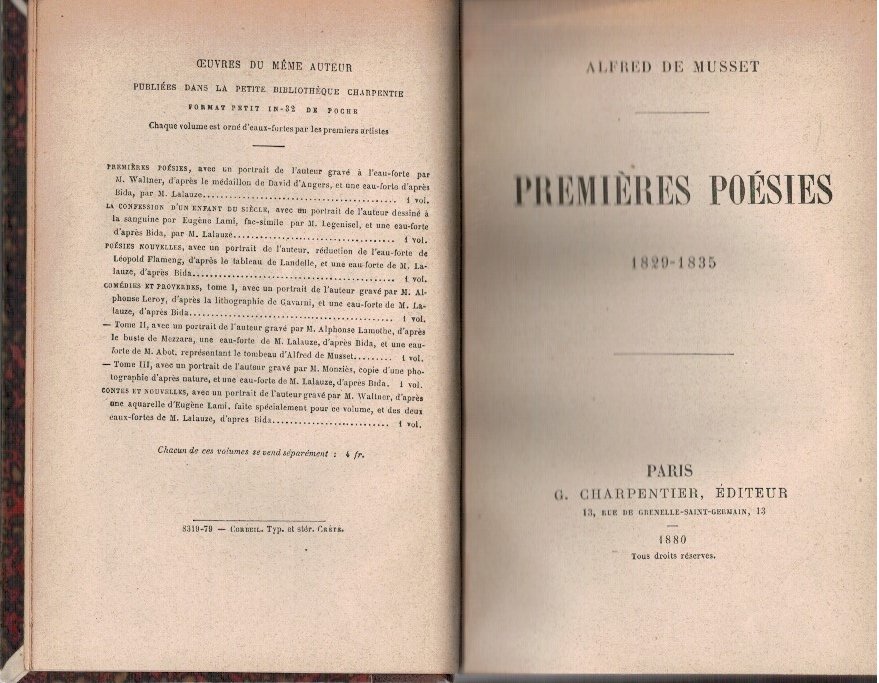 ŒUVRES DU MÊME AUTEUR
PUBLIÉES DANS LA PETITE BIBLIOTHÈQUE CHARPENTIE
FORMAT PETIT IN-32 DE POCHE
Chaque volume est orné d'eaux-fortes par les premiers artistes
PREMIÈRES POÉSIES, avec un portrait de l'auteur gravé à l'eau-forte par
M. Waltner, d'après le médaillon de David d'Angers, et une eau-forte d'après
Bida, par M. Lalauze........ 1 vol.
LA CONFESSION D'UN ENFANT DU SIÈCLE, avec un portrait de l'auteur dessiné à
la sanguine par Eugène Lami, fac-simile par M. Legenisel, et une eau-forte
d'après Bida, par M. Lalauze........ 1 vol.
POÉSIES NOUVELLES, avec un portrait de l'auteur, réduction de l'eau-forte de
Léopold Flameng, d'après le tableau de Landelle, et une eau-forte de M. La-
lauze, d'après Bida........ 1 vol.
COMÉDIES ET PROVERBES, tome I, avec un portrait de l'auteur gravé par M. Al-
phonse Leroy, d'après la lithographie de Gavarni, et une eau-forte de M. La-
lauze, d'après Bida........ 1 vol.
— Tome II, avec un portrait de l'auteur gravé par M. Alphonse Lamothe, d'après
le buste de Mezzara, une eau-forte de M. Lalauze, d'après Bida, et une eau-
forte de M. Abot, représentant le tombeau d'Alfred de Musset........ 1 vol.
— Tome III, avec un portrait de l'auteur gravé par M. Monziès, copie d'une pho-
tographie d'après nature, et une eau-forte de M. Lalauze, d'après Bida. 1 vol.
CONTES ET NOUVELLES, avec un portrait de l'auteur gravé par M. Waltner, d'après
une aquarelle d'Eugène Lami, faite spécialement pour ce volume, et des deux
eaux-fortes de M. Lalauze, d'après Bida........ 1 vol.
Chacun de ces volumes se vend séparément : 4 fr.
8319-79 — CORBEIL. Typ. et stér. CRÉTÉ.
ALFRED DE MUSSET
PREMIÈRES POÉSIES
1829-1835
PARIS
G. CHARPENTIER, ÉDITEUR
13, RUE DE GRENELLE-SAINT-GERMAIN, 13
1880
Tous droits réservés.